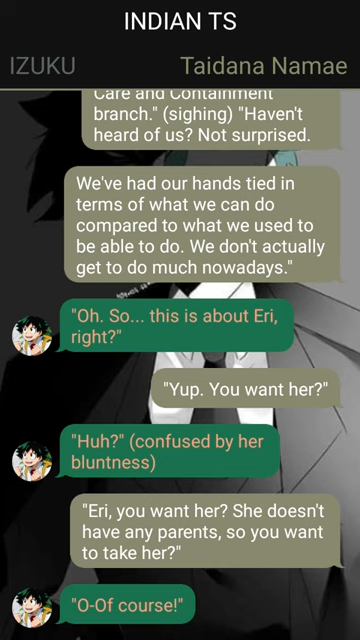 INDIAN TS
IZUKU
Taidana Namae
Care and Containment
branch." (sighing) "Haven't
heard of us? Not surprised.
We've had our hands tied in
terms of what we can do
compared to what we used to
be able to do. We don't actually
get to do much nowadays."
"Oh. So... this is about Eri,
right?"
"Yup. You want her?"
"Huh?" (confused by her
bluntness)
"Eri, you want her? She doesn't
have any parents, so you want
to take her?"
"O-Of course!"